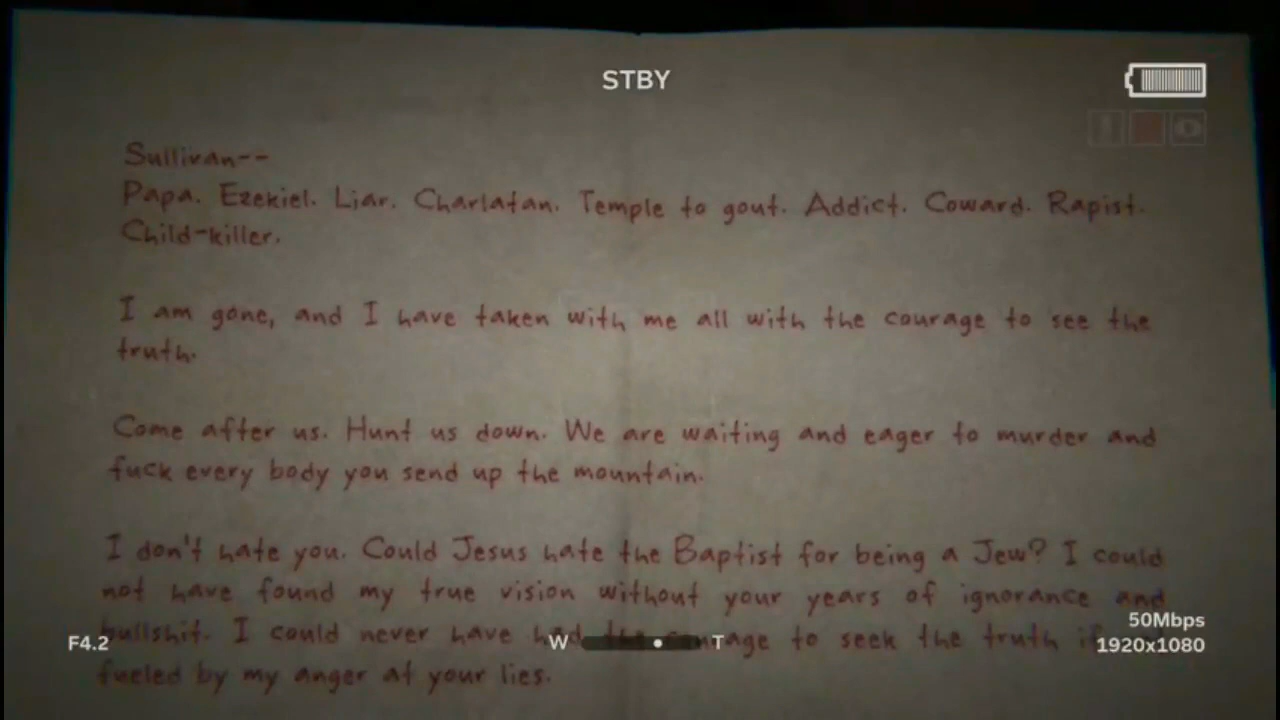 STBY
Sullivan--
Papa. Ezekiel. Liar. Charlatan. Temple to gout. Addict. Coward. Rapist.
Child-killer.
I am gone, and I have taken with me all with the courage to see the
truth.
Come after us. Hunt us down. We are waiting and eager to murder and
fuck every body you send up the mountain.
I don't hate you. Could Jesus hate the Baptist for being a Jew? I could
not have found my true vision without your years of ignorance and
bullshit. I could never have had the courage to seek the truth if
fueled by my anger at your lies.
50Mbps
F4.2
W
T
1920x1080